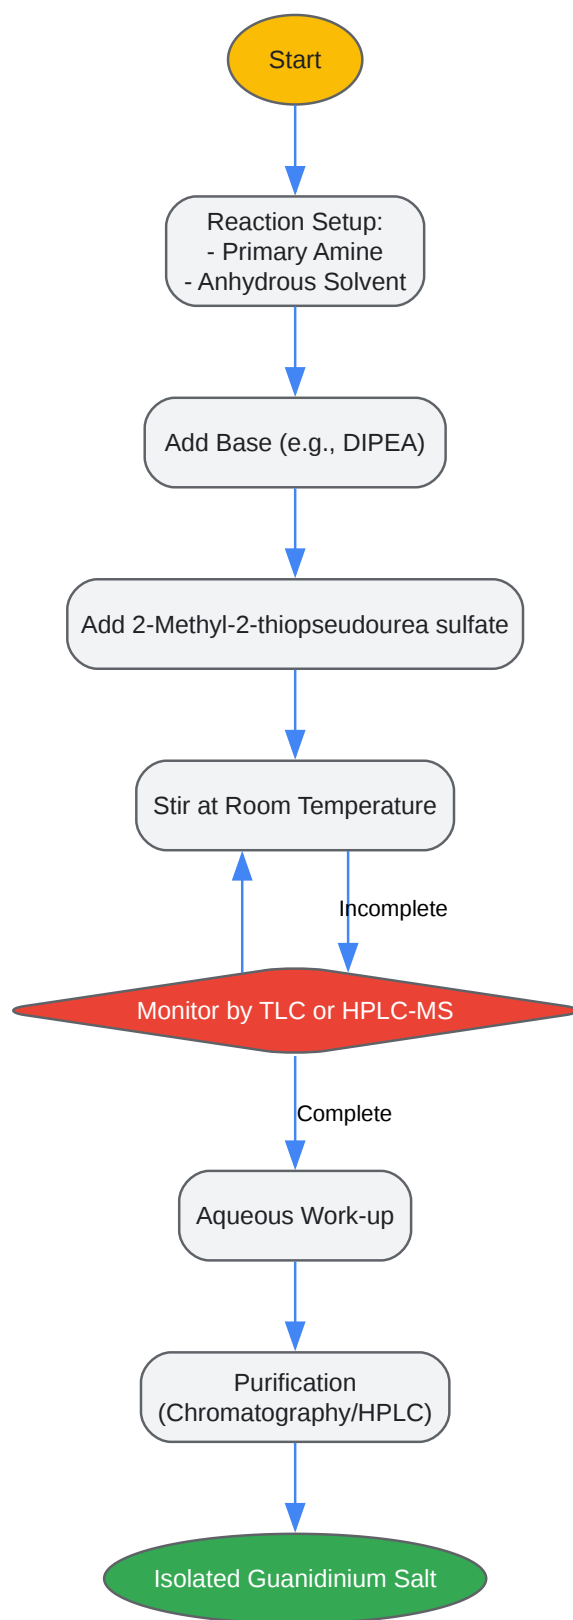 Start
Reaction Setup:
- Primary Amine
- Anhydrous Solvent
Add Base (e.g., DIPEA)
Add 2-Methyl-2-thiopseudourea sulfate
Stir at Room Temperature
Incomplete
Monitor by TLC or HPLC-MS
Complete
Aqueous Work-up
Purification
(Chromatography/HPLC)
Isolated Guanidinium Salt